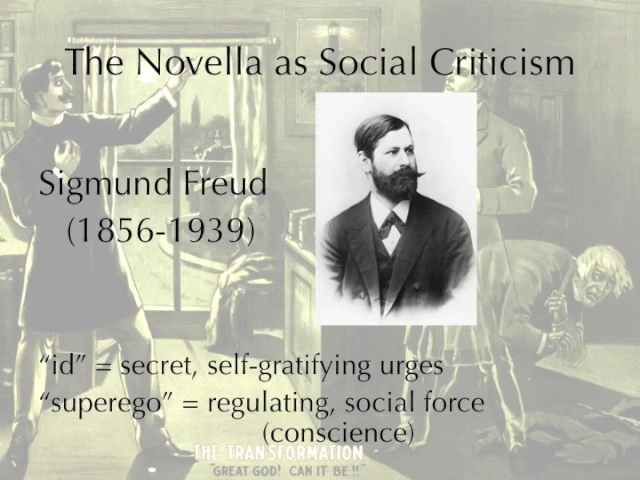 The Novella as Social Criticism
Sigmund Freud
(1856-1939)
“id” = secret, self-gratifying urges
“superego” = regulating, social force
(conscience)
THE TRANSFORMATION
"GREAT GOD! CAN IT BE!!"